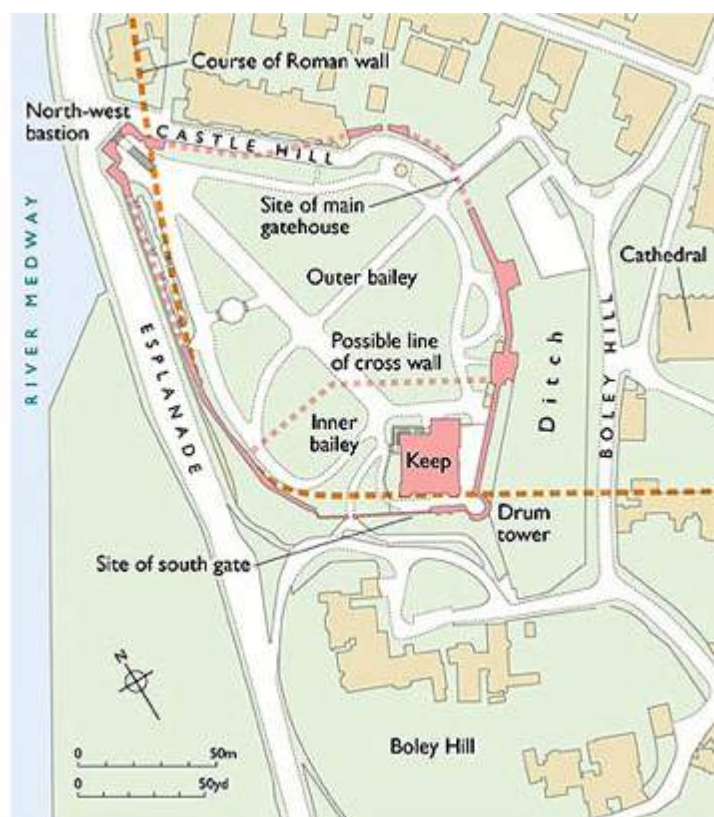 Course of Roman wall
North-west
bastion
CASTLE HILL
Site of main
gatehouse
Cathedral
Outer bailey
RIVER MEDWAY
ESPLANADE
Possible line
of cross wall
Ditch
BOLEY HILL
Inner
bailey
Keep
Drum
tower
Site of south gate
N
Boley Hill
0 50m
0 50yd